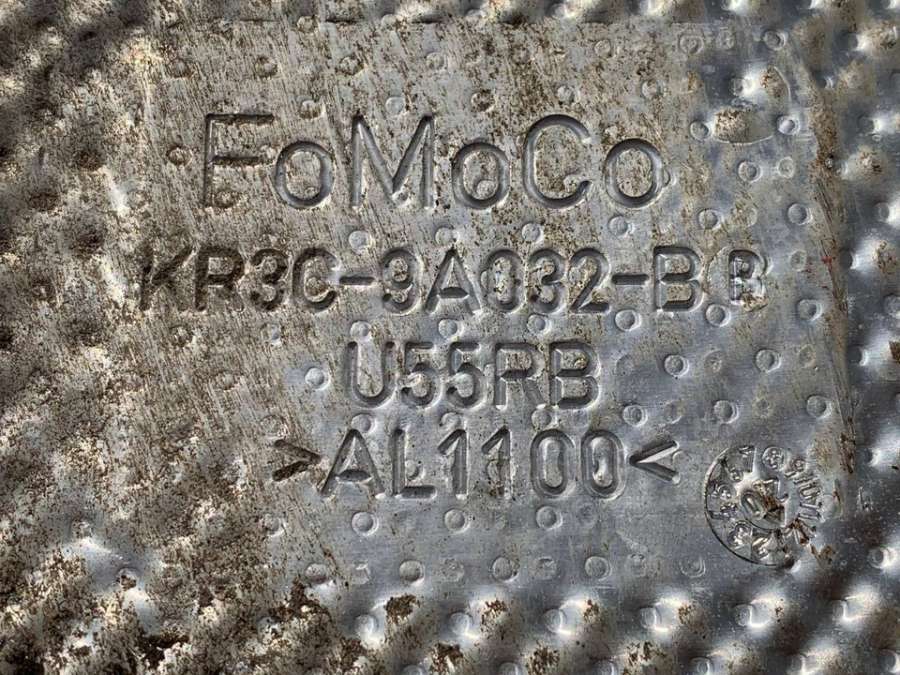 FoMoCo
KR3C-9A032-BB
U55RB
>AL1100<